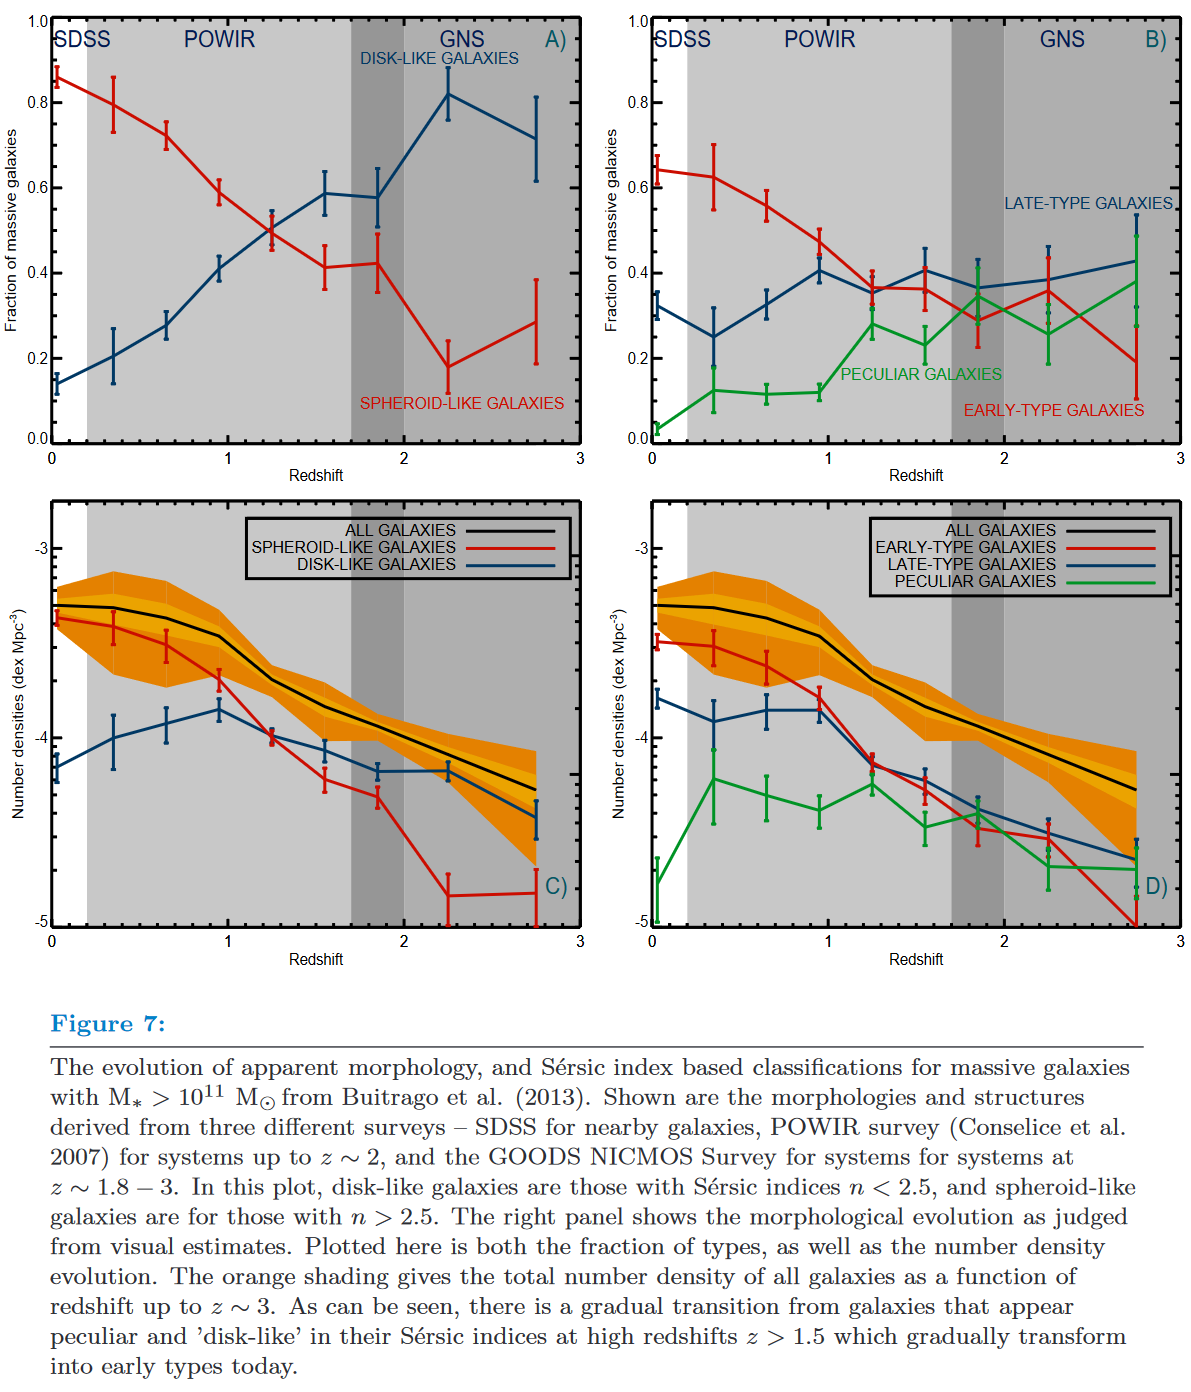 1.0
0.8
0.6
0.4
0.2
0.0
Fraction of massive galaxies
SDSS POWIR GNS A)
DISK-LIKE GALAXIES
SPHEROID-LIKE GALAXIES
0 1 2 3
Redshift
1.0
0.8
0.6
0.4
0.2
0.0
Fraction of massive galaxies
SDSS POWIR GNS B)
LATE-TYPE GALAXIES
PECULIAR GALAXIES
EARLY-TYPE GALAXIES
0 1 2 3
Redshift
-3
-4
-5
Number densities (dex Mpc⁻³)
ALL GALAXIES
SPHEROID-LIKE GALAXIES
DISK-LIKE GALAXIES
C)
0 1 2 3
Redshift
-3
-4
-5
Number densities (dex Mpc⁻³)
ALL GALAXIES
EARLY-TYPE GALAXIES
LATE-TYPE GALAXIES
PECULIAR GALAXIES
D)
0 1 2 3
Redshift
Figure 7:
The evolution of apparent morphology, and Sérsic index based classifications for massive galaxies
with M∗ > 10¹¹ M⊙ from Buitrago et al. (2013). Shown are the morphologies and structures
derived from three different surveys – SDSS for nearby galaxies, POWIR survey (Conselice et al.
2007) for systems up to z ∼ 2, and the GOODS NICMOS Survey for systems for systems at
z ∼ 1.8 − 3. In this plot, disk-like galaxies are those with Sérsic indices n < 2.5, and spheroid-like
galaxies are for those with n > 2.5. The right panel shows the morphological evolution as judged
from visual estimates. Plotted here is both the fraction of types, as well as the number density
evolution. The orange shading gives the total number density of all galaxies as a function of
redshift up to z ∼ 3. As can be seen, there is a gradual transition from galaxies that appear
peculiar and 'disk-like' in their Sérsic indices at high redshifts z > 1.5 which gradually transform
into early types today.